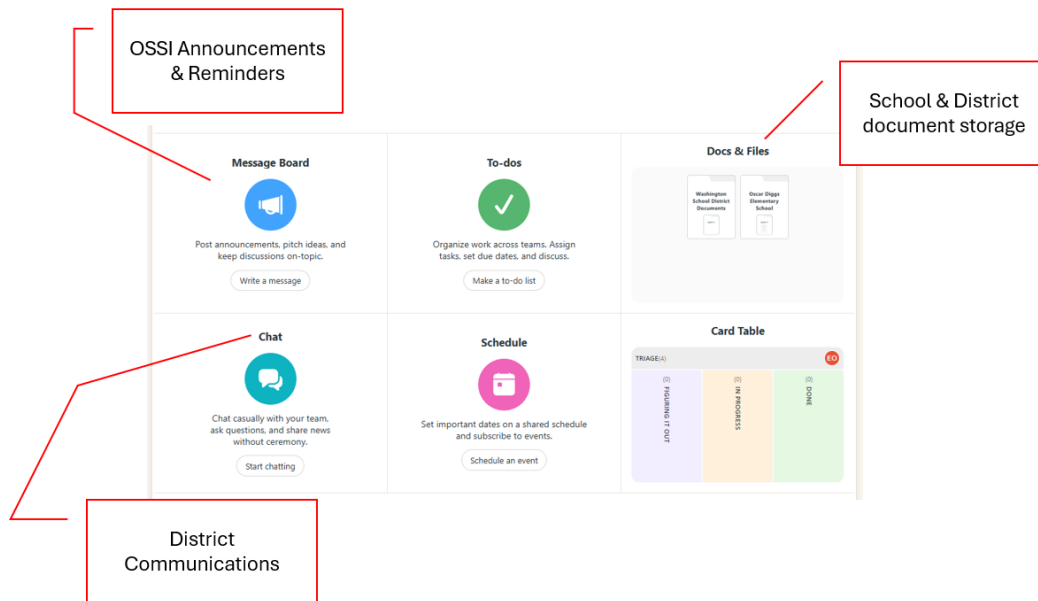 OSSI Announcements
& Reminders
School & District
document storage
Message Board
Post announcements, pitch ideas, and
keep discussions on-topic.
Write a message
To-dos
Organize work across teams. Assign
tasks, set due dates, and discuss.
Make a to-do list
Docs & Files
Washington
School District
Documents
Oscar Diggs
Elementary
School
Chat
Chat casually with your team,
ask questions, and share news
without ceremony.
Start chatting
Schedule
Set important dates on a shared schedule
and subscribe to events.
Schedule an event
Card Table
TRIAGE(4)
EO
(0) FIGURING IT OUT
(0) IN PROGRESS
(0) DONE
District
Communications